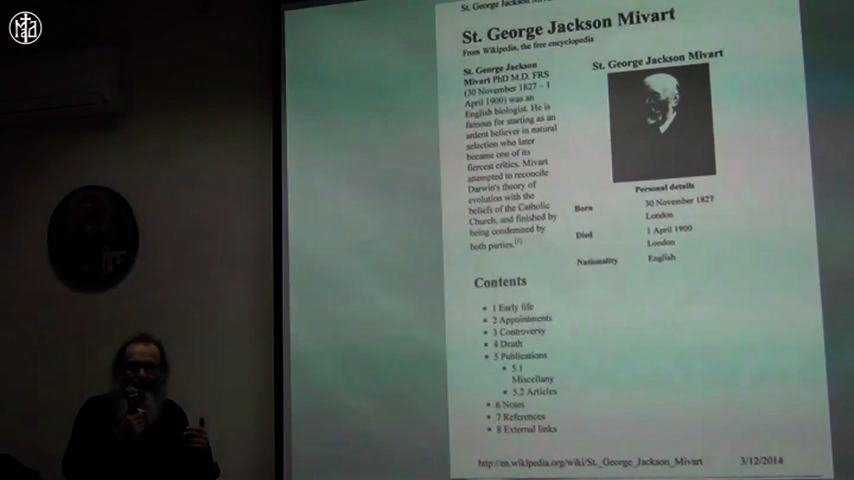 St. George Jackson
St. George Jackson Mivart
From Wikipedia, the free encyclopedia
St. George Jackson
Mivart PhD M.D. FRS
(30 November 1827 – 1
April 1900) was an
English biologist. He is
famous for starting as an
ardent believer in natural
selection who later
became one of its
fiercest critics. Mivart
attempted to reconcile
Darwin's theory of
evolution with the
beliefs of the Catholic
Church, and finished by
being condemned by
both parties.[1]
St. George Jackson Mivart
Personal details
Born 30 November 1827
London
Died 1 April 1900
London
Nationality English
Contents
1 Early life
2 Appointments
3 Controversy
4 Death
5 Publications
5.1
Miscellany
5.2 Articles
6 Notes
7 References
8 External links
http://en.wikipedia.org/wiki/St._George_Jackson_Mivart 3/12/2014